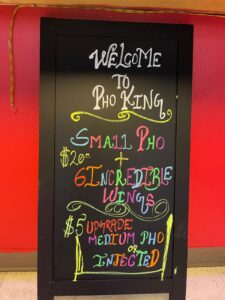 WELCOME
TO
PHO KING
SMALL PHO
$20- +
6 INCREDIBLE
WINGS
$5 UPGRADE
MEDIUM PHO
OR
INJECTED